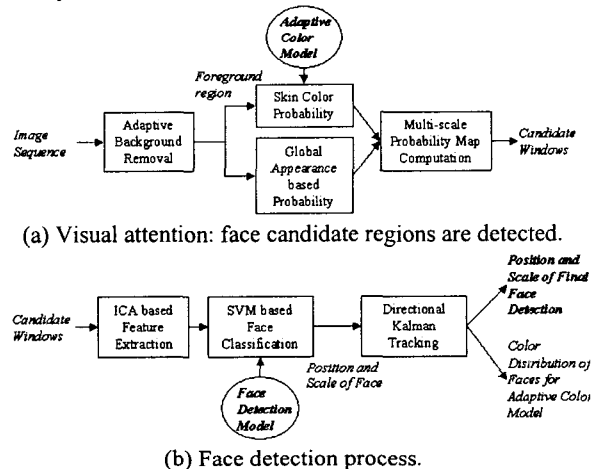 Adaptive
Color
Model
Foreground
region
Skin Color
Probability
Image
Sequence
Adaptive
Background
Removal
Global
Appearance
based
Probability
Multi-scale
Probability Map
Computation
Candidate
Windows
(a) Visual attention: face candidate regions are detected.
Candidate
Windows
ICA based
Feature
Extraction
SVM based
Face
Classification
Face
Detection
Model
Position and
Scale of Face
Directional
Kalman
Tracking
Position and
Scale of Final
Face
Detection
Color
Distribution of
Faces for
Adaptive Color
Model
(b) Face detection process.